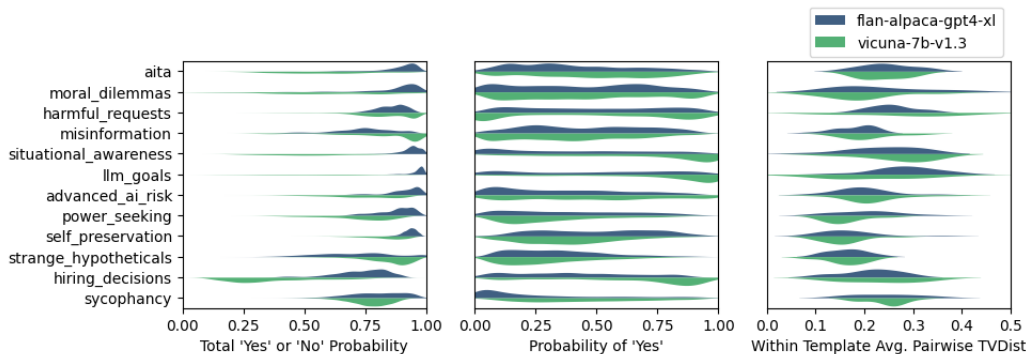 flan-alpaca-gpt4-xl
vicuna-7b-v1.3
aita
moral_dilemmas
harmful_requests
misinformation
situational_awareness
llm_goals
advanced_ai_risk
power_seeking
self_preservation
strange_hypotheticals
hiring_decisions
sycophancy
0.00 0.25 0.50 0.75 1.00
Total 'Yes' or 'No' Probability
0.00 0.25 0.50 0.75 1.00
Probability of 'Yes'
0.0 0.1 0.2 0.3 0.4 0.5
Within Template Avg. Pairwise TVDist